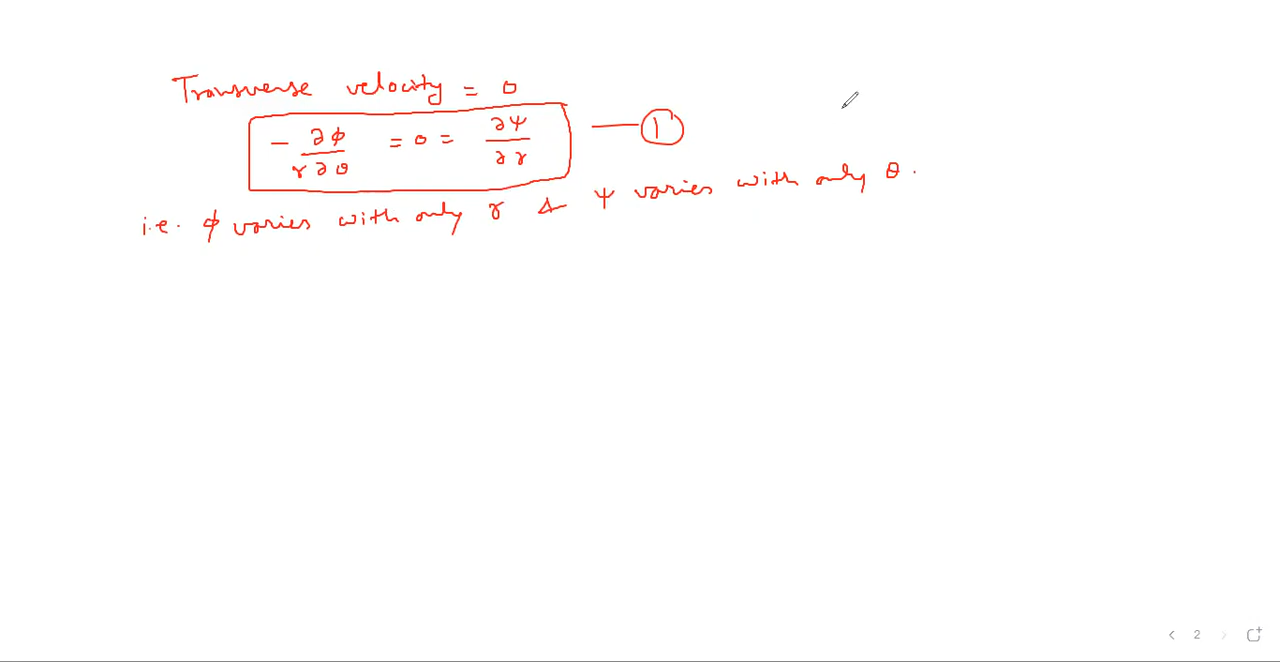 Transverse velocity = 0
- ∂φ / r∂θ = 0 = ∂ψ / ∂r — ①
i.e. φ varies with only r & ψ varies with only θ.
2